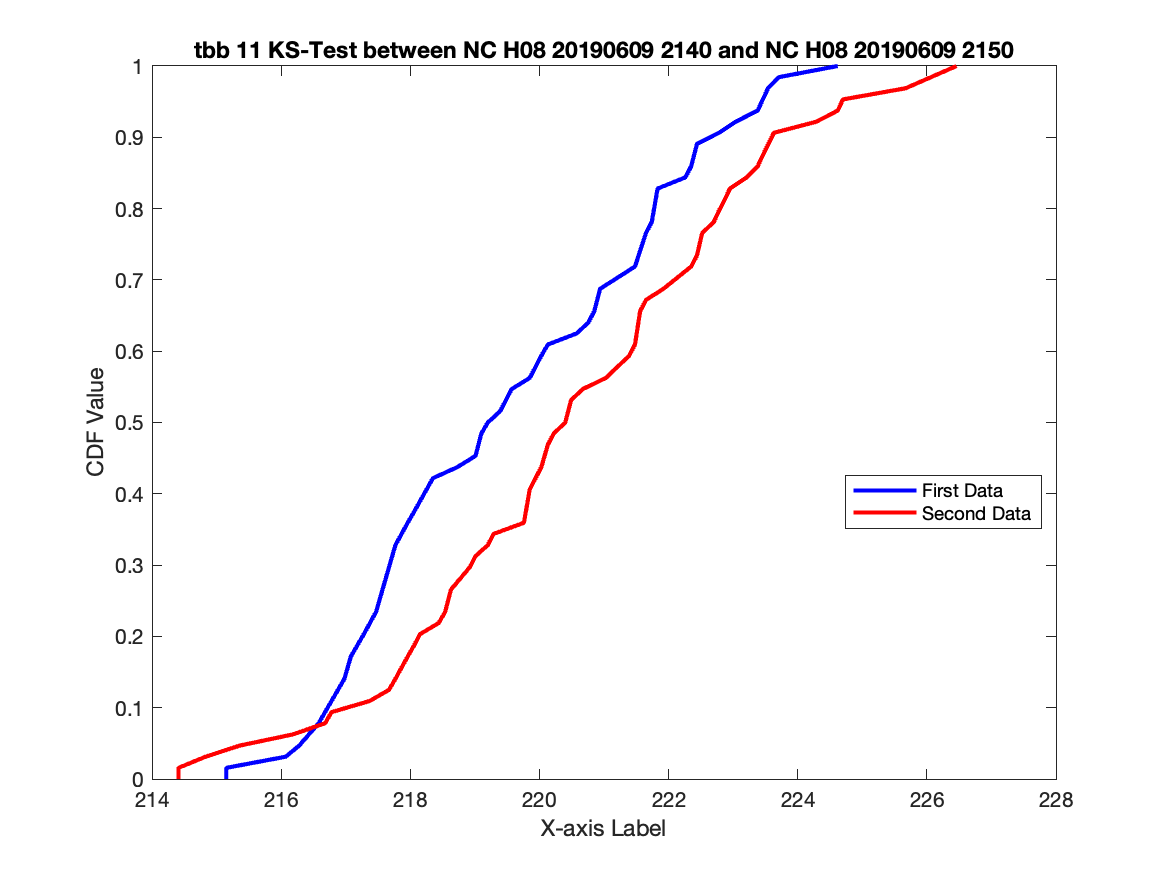 tbb 11 KS-Test between NC H08 20190609 2140 and NC H08 20190609 2150
1
0.9
0.8
0.7
0.6
0.5
0.4
0.3
0.2
0.1
0
CDF Value
First Data
Second Data
214 216 218 220 222 224 226 228
X-axis Label